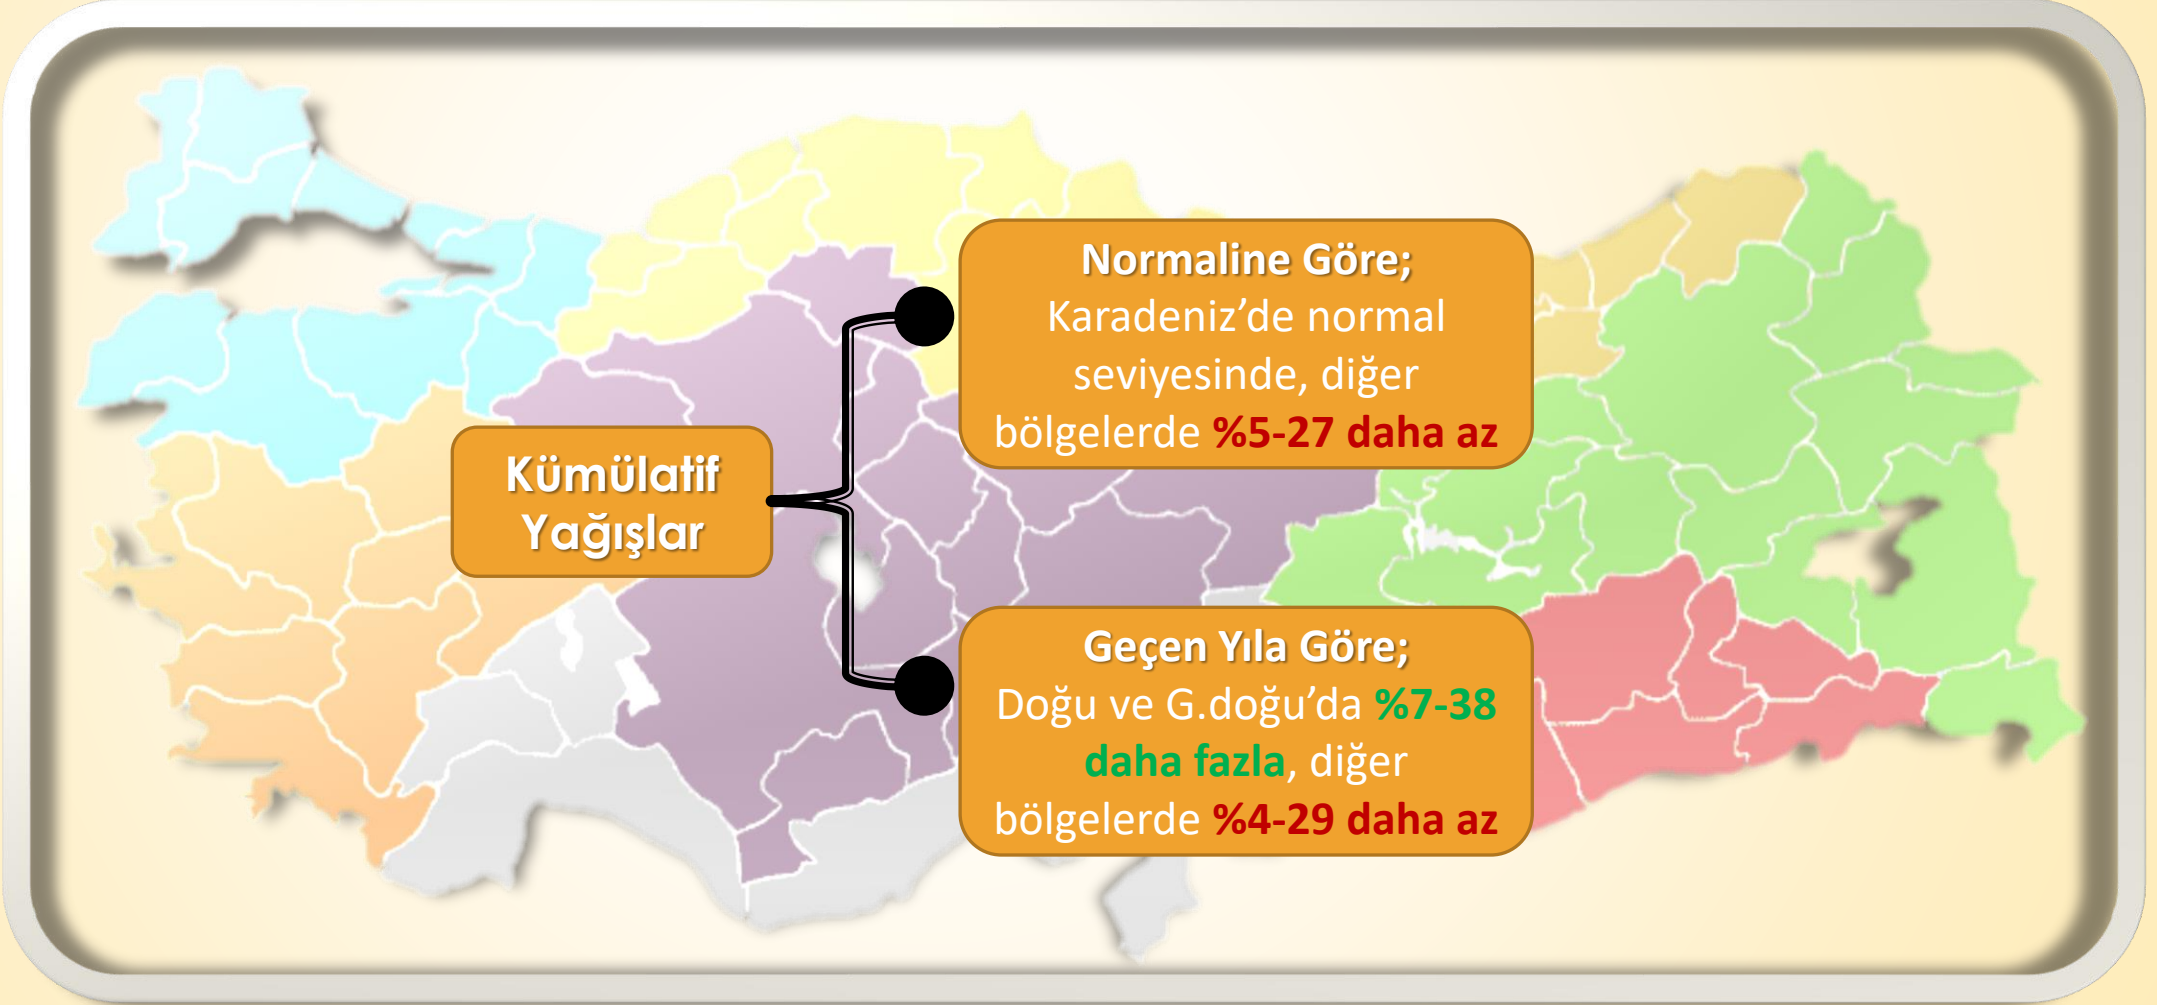 Kümülatif
Yağışlar
Normaline Göre;
Karadeniz’de normal
seviyesinde, diğer
bölgelerde %5-27 daha az
Geçen Yıla Göre;
Doğu ve G.doğu’da %7-38
daha fazla, diğer
bölgelerde %4-29 daha az